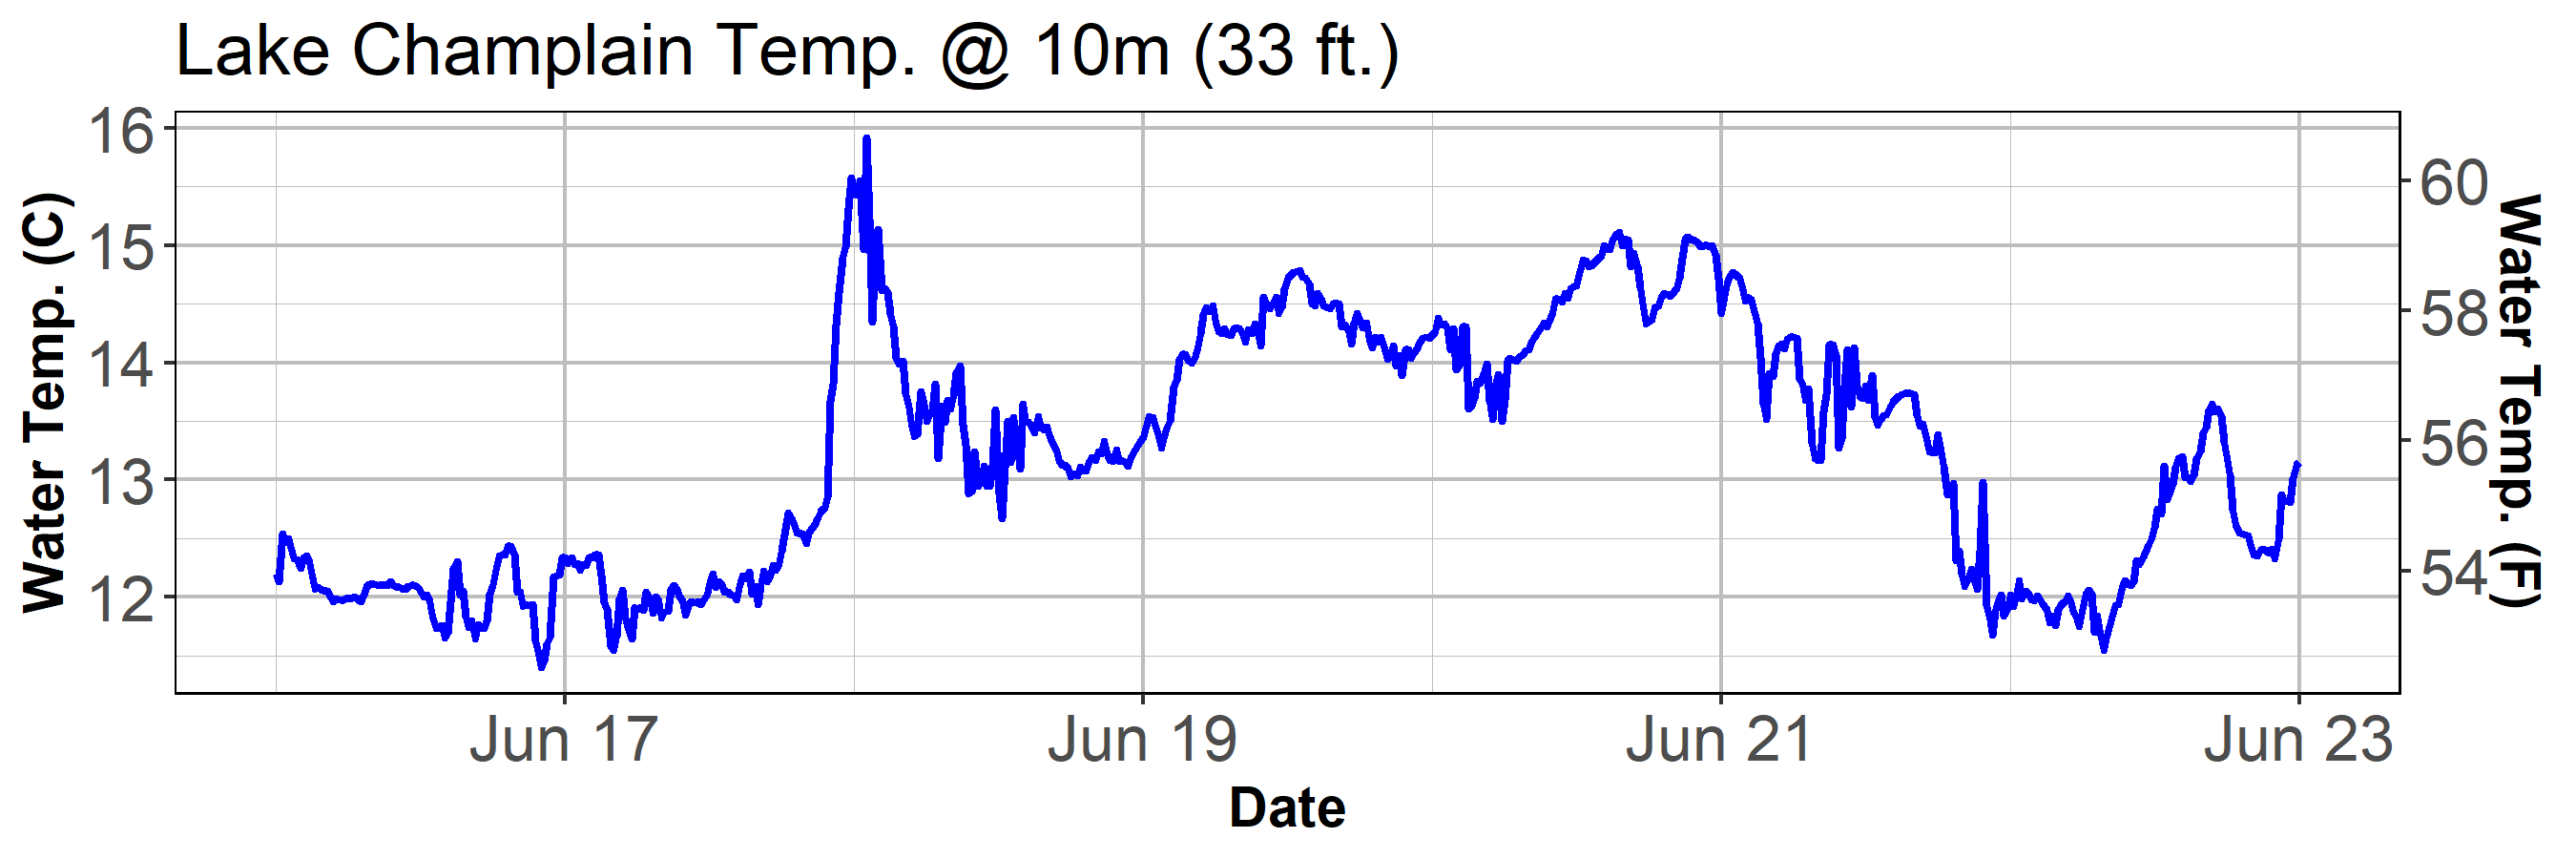 Lake Champlain Temp. @ 10m (33 ft.)
Water Temp. (C)
16
15
14
13
12
60
58
56
54
Water Temp. (F)
Jun 17
Jun 19
Jun 21
Jun 23
Date